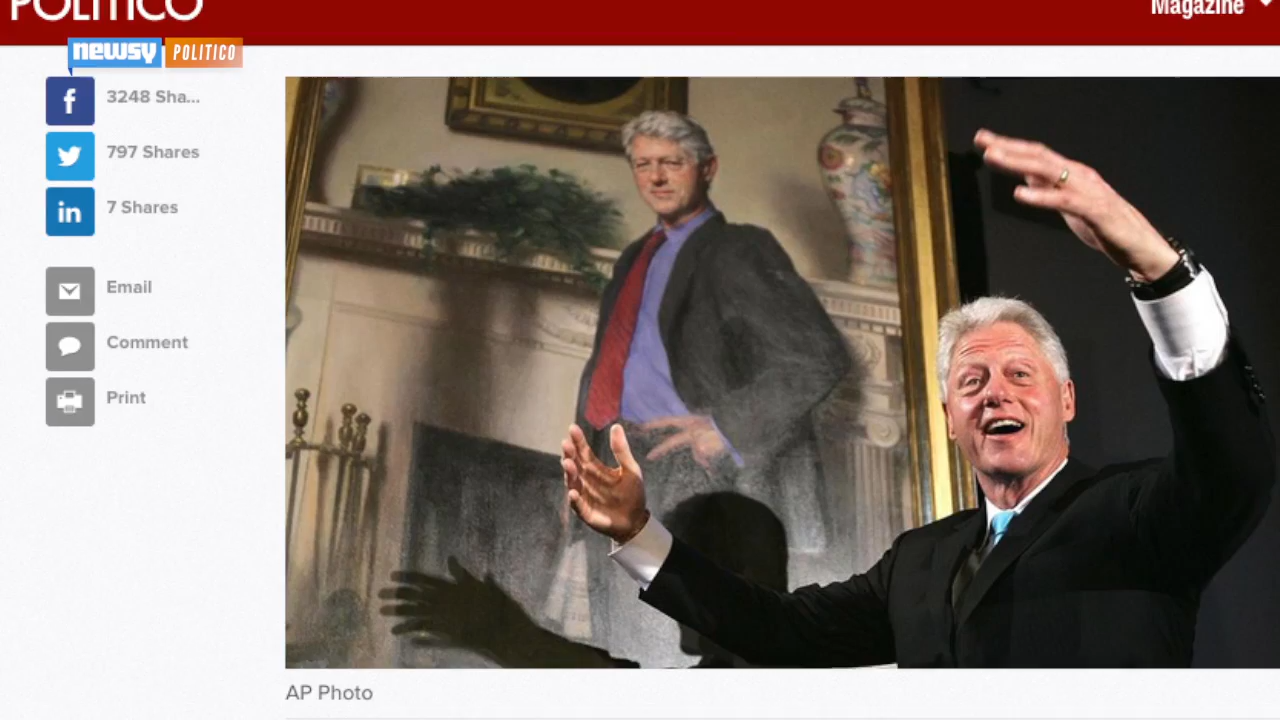 POLITICO
Magazine
newsy POLITICO
3248 Sha...
797 Shares
7 Shares
Email
Comment
Print
AP Photo